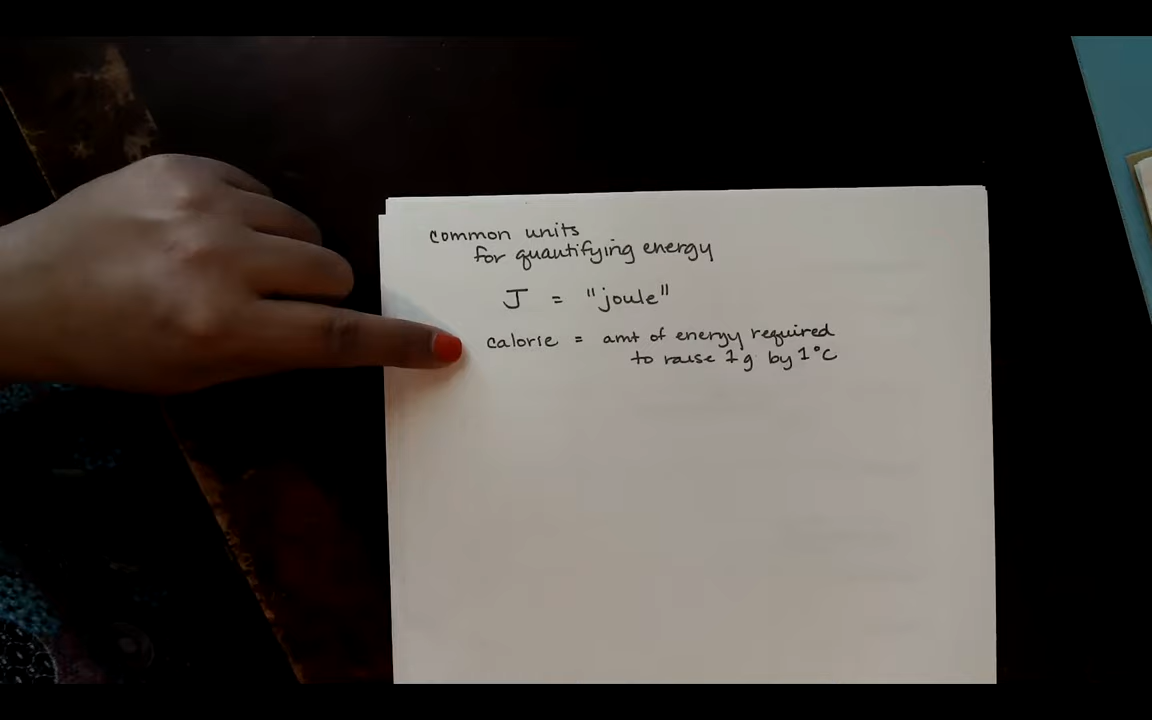 common units
for quantifying energy
J = "joule"
calorie = amt of energy required
to raise 1g by 1°C